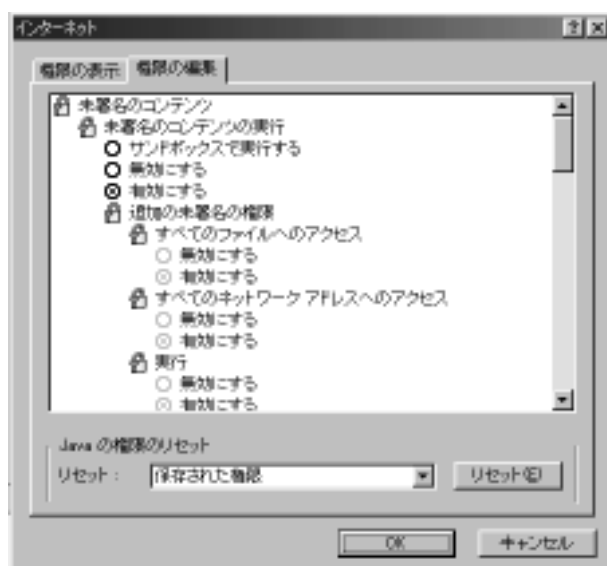 インターネット
権限の表示 権限の編集
未署名のコンテンツ
未署名のコンテンツの実行
サンドボックスで実行する
無効にする
有効にする
追加の未署名の権限
すべてのファイルへのアクセス
無効にする
有効にする
すべてのネットワーク アドレスへのアクセス
無効にする
有効にする
実行
無効にする
有効にする
Java の権限のリセット
リセット： 保存された権限 リセット(E)
OK キャンセル